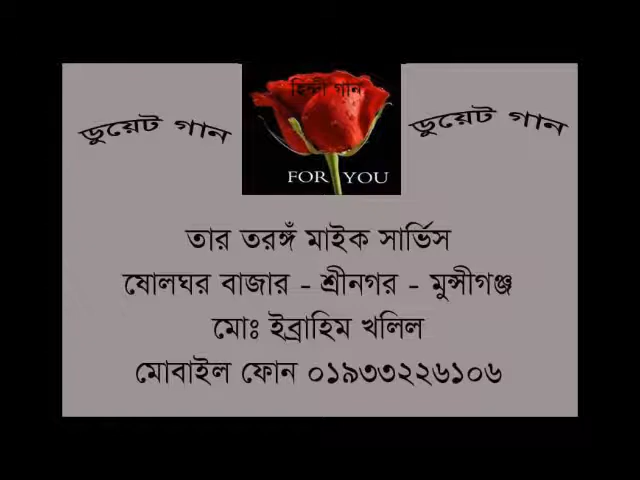 হিন্দী গান
ডুয়েট গান
ডুয়েট গান
FOR YOU
তার তরঙ্গঁ মাইক সার্ভিস
ষোলঘর বাজার - শ্রীনগর - মুন্সীগঞ্জ
মোঃ ইব্রাহিম খলিল
মোবাইল ফোন ০১৯৩৩২২৬১০৬